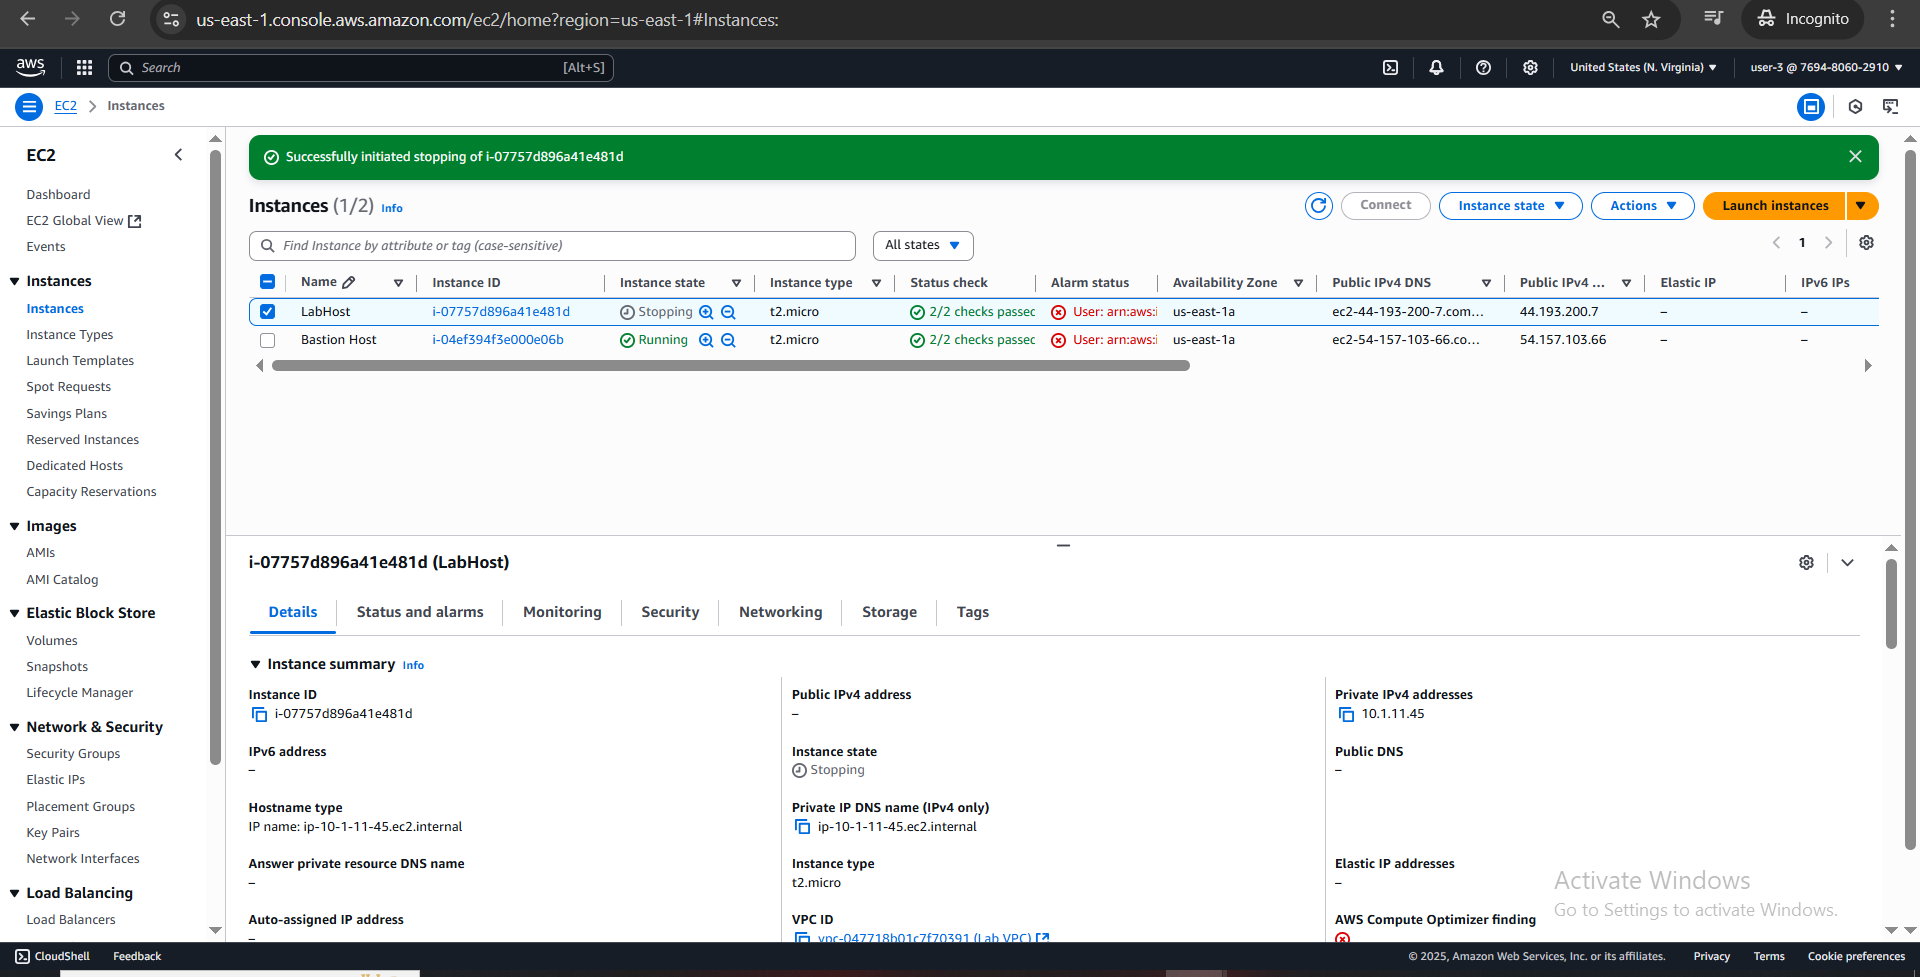 us-east-1.console.aws.amazon.com/ec2/home?region=us-east-1#Instances:
Incognito
aws
Search
[Alt+S]
United States (N. Virginia)
user-3 @ 7694-8060-2910
EC2
Instances
EC2
Dashboard
EC2 Global View
Events
Instances
Instances
Instance Types
Launch Templates
Spot Requests
Savings Plans
Reserved Instances
Dedicated Hosts
Capacity Reservations
Images
AMIs
AMI Catalog
Elastic Block Store
Volumes
Snapshots
Lifecycle Manager
Network & Security
Security Groups
Elastic IPs
Placement Groups
Key Pairs
Network Interfaces
Load Balancing
Load Balancers
Successfully initiated stopping of i-07757d896a41e481d
Instances (1/2) Info
Connect
Instance state
Actions
Launch instances
Find Instance by attribute or tag (case-sensitive)
All states
1
Name Instance ID Instance state Instance type Status check Alarm status Availability Zone Public IPv4 DNS Public IPv4 ... Elastic IP IPv6 IPs
LabHost i-07757d896a41e481d Stopping t2.micro 2/2 checks passed User: arn:aws:i us-east-1a ec2-44-193-200-7.com... 44.193.200.7 – –
Bastion Host i-04ef394f3e000e06b Running t2.micro 2/2 checks passed User: arn:aws:i us-east-1a ec2-54-157-103-66.co... 54.157.103.66 – –
i-07757d896a41e481d (LabHost)
Details
Status and alarms
Monitoring
Security
Networking
Storage
Tags
Instance summary Info
Instance ID
i-07757d896a41e481d
Public IPv4 address
–
Private IPv4 addresses
10.1.11.45
IPv6 address
–
Instance state
Stopping
Public DNS
–
Hostname type
IP name: ip-10-1-11-45.ec2.internal
Private IP DNS name (IPv4 only)
ip-10-1-11-45.ec2.internal
Answer private resource DNS name
–
Instance type
t2.micro
Elastic IP addresses
–
Auto-assigned IP address
–
VPC ID
vpc-047718b01c7f70391 (Lab VPC)
AWS Compute Optimizer finding
Activate Windows
Go to Settings to activate Windows.
CloudShell
Feedback
© 2025, Amazon Web Services, Inc. or its affiliates.
Privacy
Terms
Cookie preferences